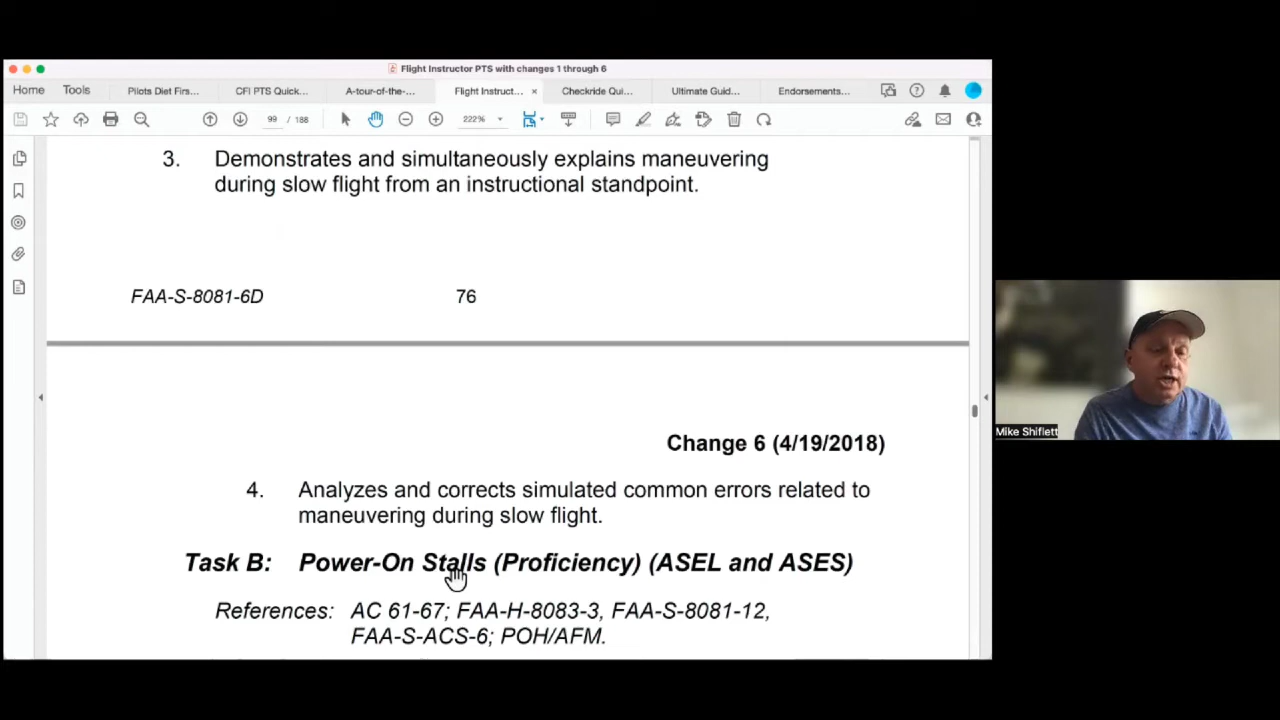 Flight Instructor PTS with changes 1 through 6
Home Tools Pilots Diet Firs... CFI PTS Quick... A-tour-of-the-... Flight Instruct... × Checkride Qui... Ultimate Guid... Endorsements...
99 / 188 222%
3. Demonstrates and simultaneously explains maneuvering
during slow flight from an instructional standpoint.
FAA-S-8081-6D 76
Change 6 (4/19/2018)
Mike Shiflett
4. Analyzes and corrects simulated common errors related to
maneuvering during slow flight.
Task B: Power-On Stalls (Proficiency) (ASEL and ASES)
References: AC 61-67; FAA-H-8083-3, FAA-S-8081-12,
FAA-S-ACS-6; POH/AFM.